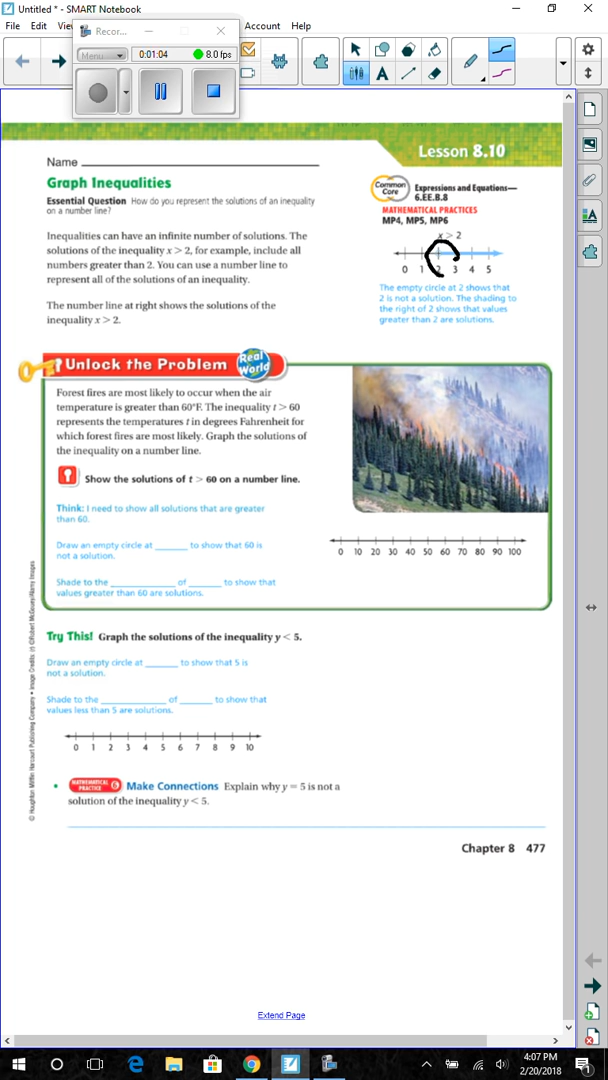 Untitled * - SMART Notebook
File Edit Vie Account Help
Recor...
Menu 0:01:04 8.0 fps
Lesson 8.10
Name
Graph Inequalities
Essential Question How do you represent the solutions of an inequality
on a number line?
Common
Core
Expressions and Equations—
6.EE.B.8
MATHEMATICAL PRACTICES
MP4, MP5, MP6
Inequalities can have an infinite number of solutions. The
solutions of the inequality x > 2, for example, include all
numbers greater than 2. You can use a number line to
represent all of the solutions of an inequality.
The number line at right shows the solutions of the
inequality x > 2.
x > 2
0 1 2 3 4 5
The empty circle at 2 shows that
2 is not a solution. The shading to
the right of 2 shows that values
greater than 2 are solutions.
Unlock the Problem Real
World
Forest fires are most likely to occur when the air
temperature is greater than 60°F. The inequality t > 60
represents the temperatures t in degrees Fahrenheit for
which forest fires are most likely. Graph the solutions of
the inequality on a number line.
Show the solutions of t > 60 on a number line.
Think: I need to show all solutions that are greater
than 60.
Draw an empty circle at ______ to show that 60 is
not a solution.
0 10 20 30 40 50 60 70 80 90 100
Shade to the ____________ of ______ to show that
values greater than 60 are solutions.
Try This! Graph the solutions of the inequality y < 5.
Draw an empty circle at ______ to show that 5 is
not a solution.
Shade to the ____________ of ______ to show that
values less than 5 are solutions.
0 1 2 3 4 5 6 7 8 9 10
• MATHEMATICAL
PRACTICE 6 Make Connections Explain why y = 5 is not a
solution of the inequality y < 5.
© Houghton Mifflin Harcourt Publishing Company • Image Credits: (r) ©Robert McGouey/Alamy Images
Chapter 8 477
Extend Page
4:07 PM
2/20/2018